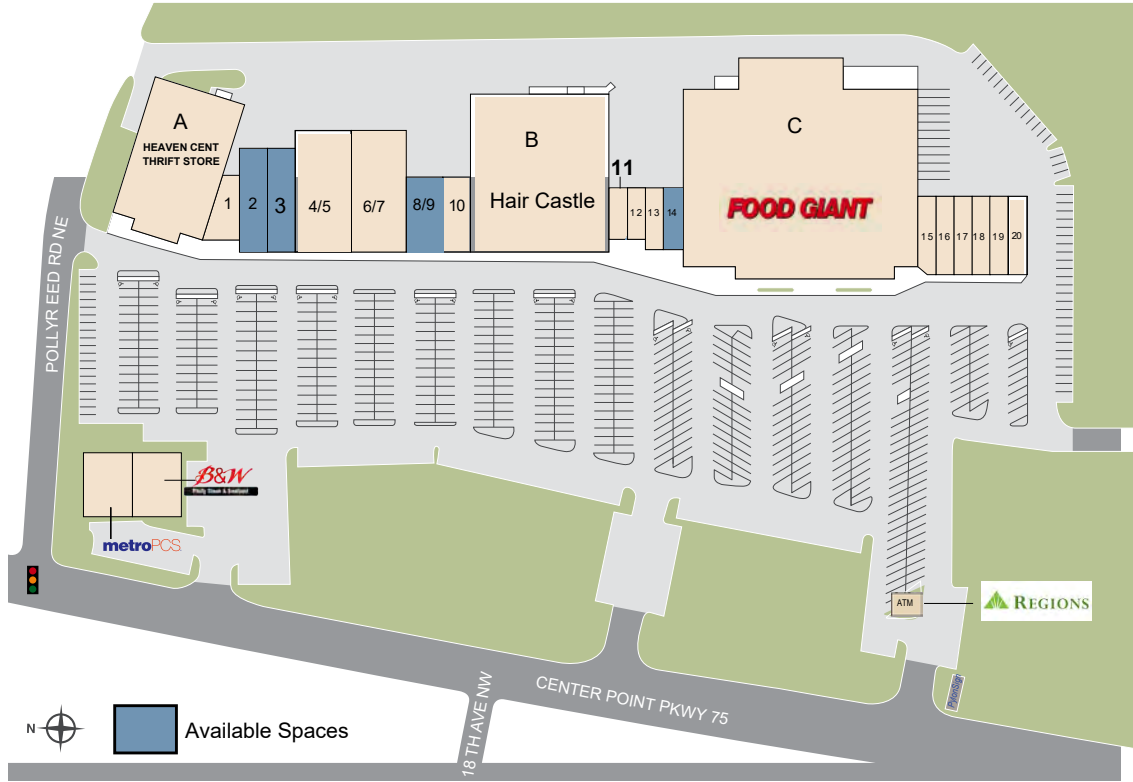 A
HEAVEN CENT
THRIFT STORE
1
2
3
4/5
6/7
8/9
10
B
Hair Castle
11
12
13
14
C
FOOD GIANT
15
16
17
18
19
20
POLLYREED RD NE
B&W
metroPCS.
ATM
REGIONS
PylonSign
CENTER POINT PKWY 75
18 TH AVE NW
N
Available Spaces